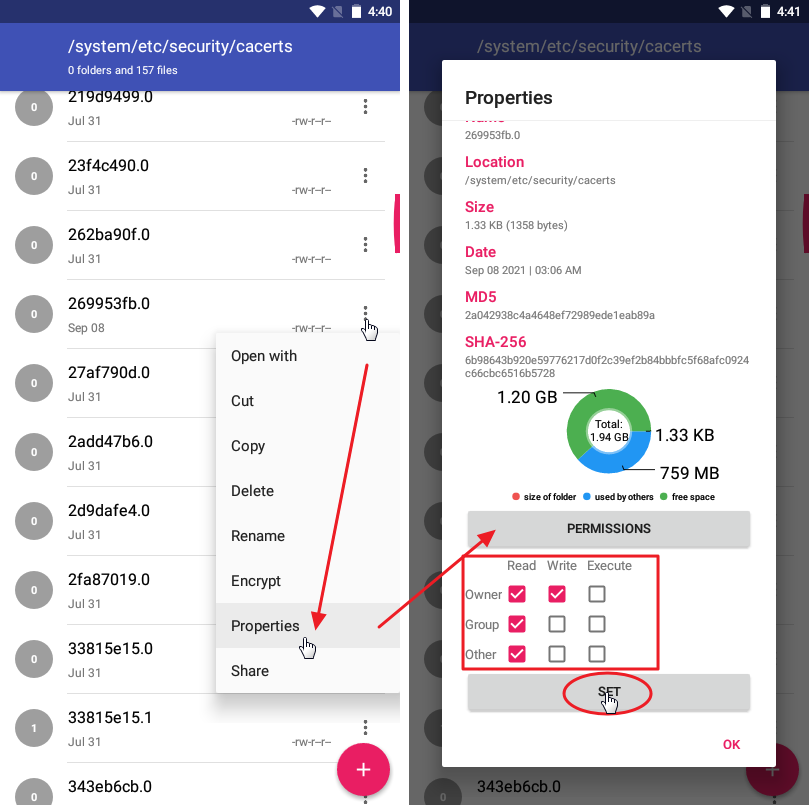 4:40
/system/etc/security/cacerts
0 folders and 157 files
0
219d9499.0
Jul 31
-rw-r--r--
0
23f4c490.0
Jul 31
-rw-r--r--
0
262ba90f.0
Jul 31
-rw-r--r--
0
269953fb.0
Sep 08
-rw-r--r--
0
27af790d.0
Jul 31
0
2add47b6.0
Jul 31
0
2d9dafe4.0
Jul 31
0
2fa87019.0
Jul 31
0
33815e15.0
Jul 31
1
33815e15.1
Jul 31
-rw-r--r--
0
343eb6cb.0
Open with
Cut
Copy
Delete
Rename
Encrypt
Properties
Share
4:41
/system/etc/security/cacerts
Properties
Name
269953fb.0
Location
/system/etc/security/cacerts
Size
1.33 KB (1358 bytes)
Date
Sep 08 2021 | 03:06 AM
MD5
2a042938c4a4648ef72989ede1eab89a
SHA-256
6b98643b920e59776217d0f2c39ef2b84bbbfc5f68afc0924
c66cbc6516b5728
1.20 GB
Total:
1.94 GB
1.33 KB
759 MB
size of folder
used by others
free space
PERMISSIONS
Read Write Execute
Owner
Group
Other
SET
OK
0
343eb6cb.0